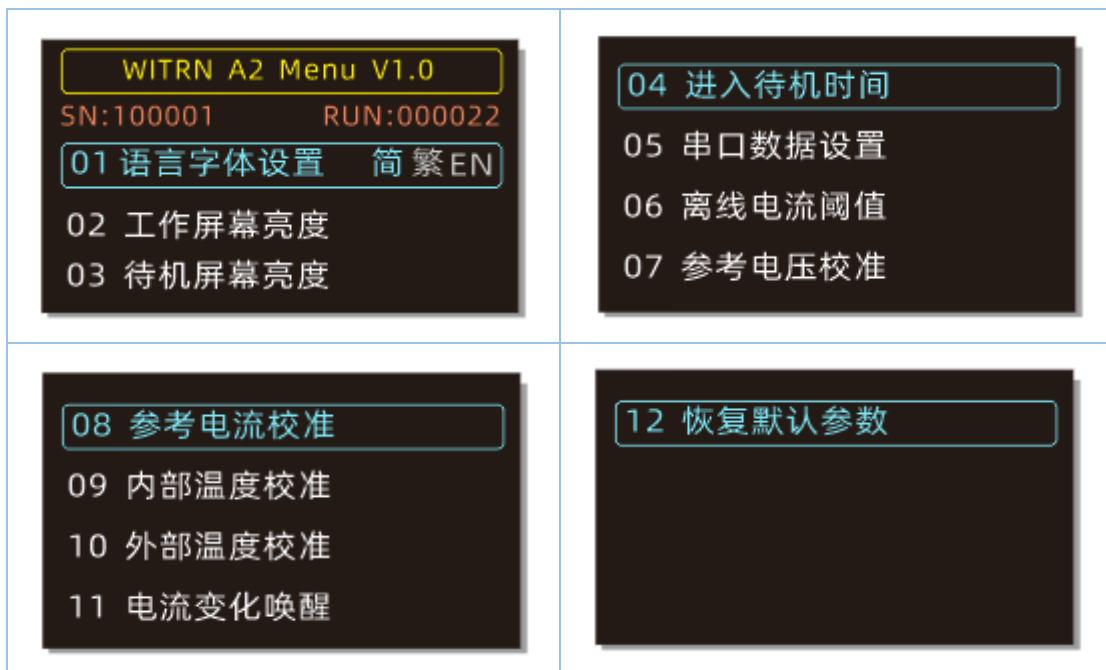 WITRN A2 Menu V1.0
SN:100001 RUN:000022
01 语言字体设置 简 繁 EN
02 工作屏幕亮度
03 待机屏幕亮度
04 进入待机时间
05 串口数据设置
06 离线电流阈值
07 参考电压校准
08 参考电流校准
09 内部温度校准
10 外部温度校准
11 电流变化唤醒
12 恢复默认参数